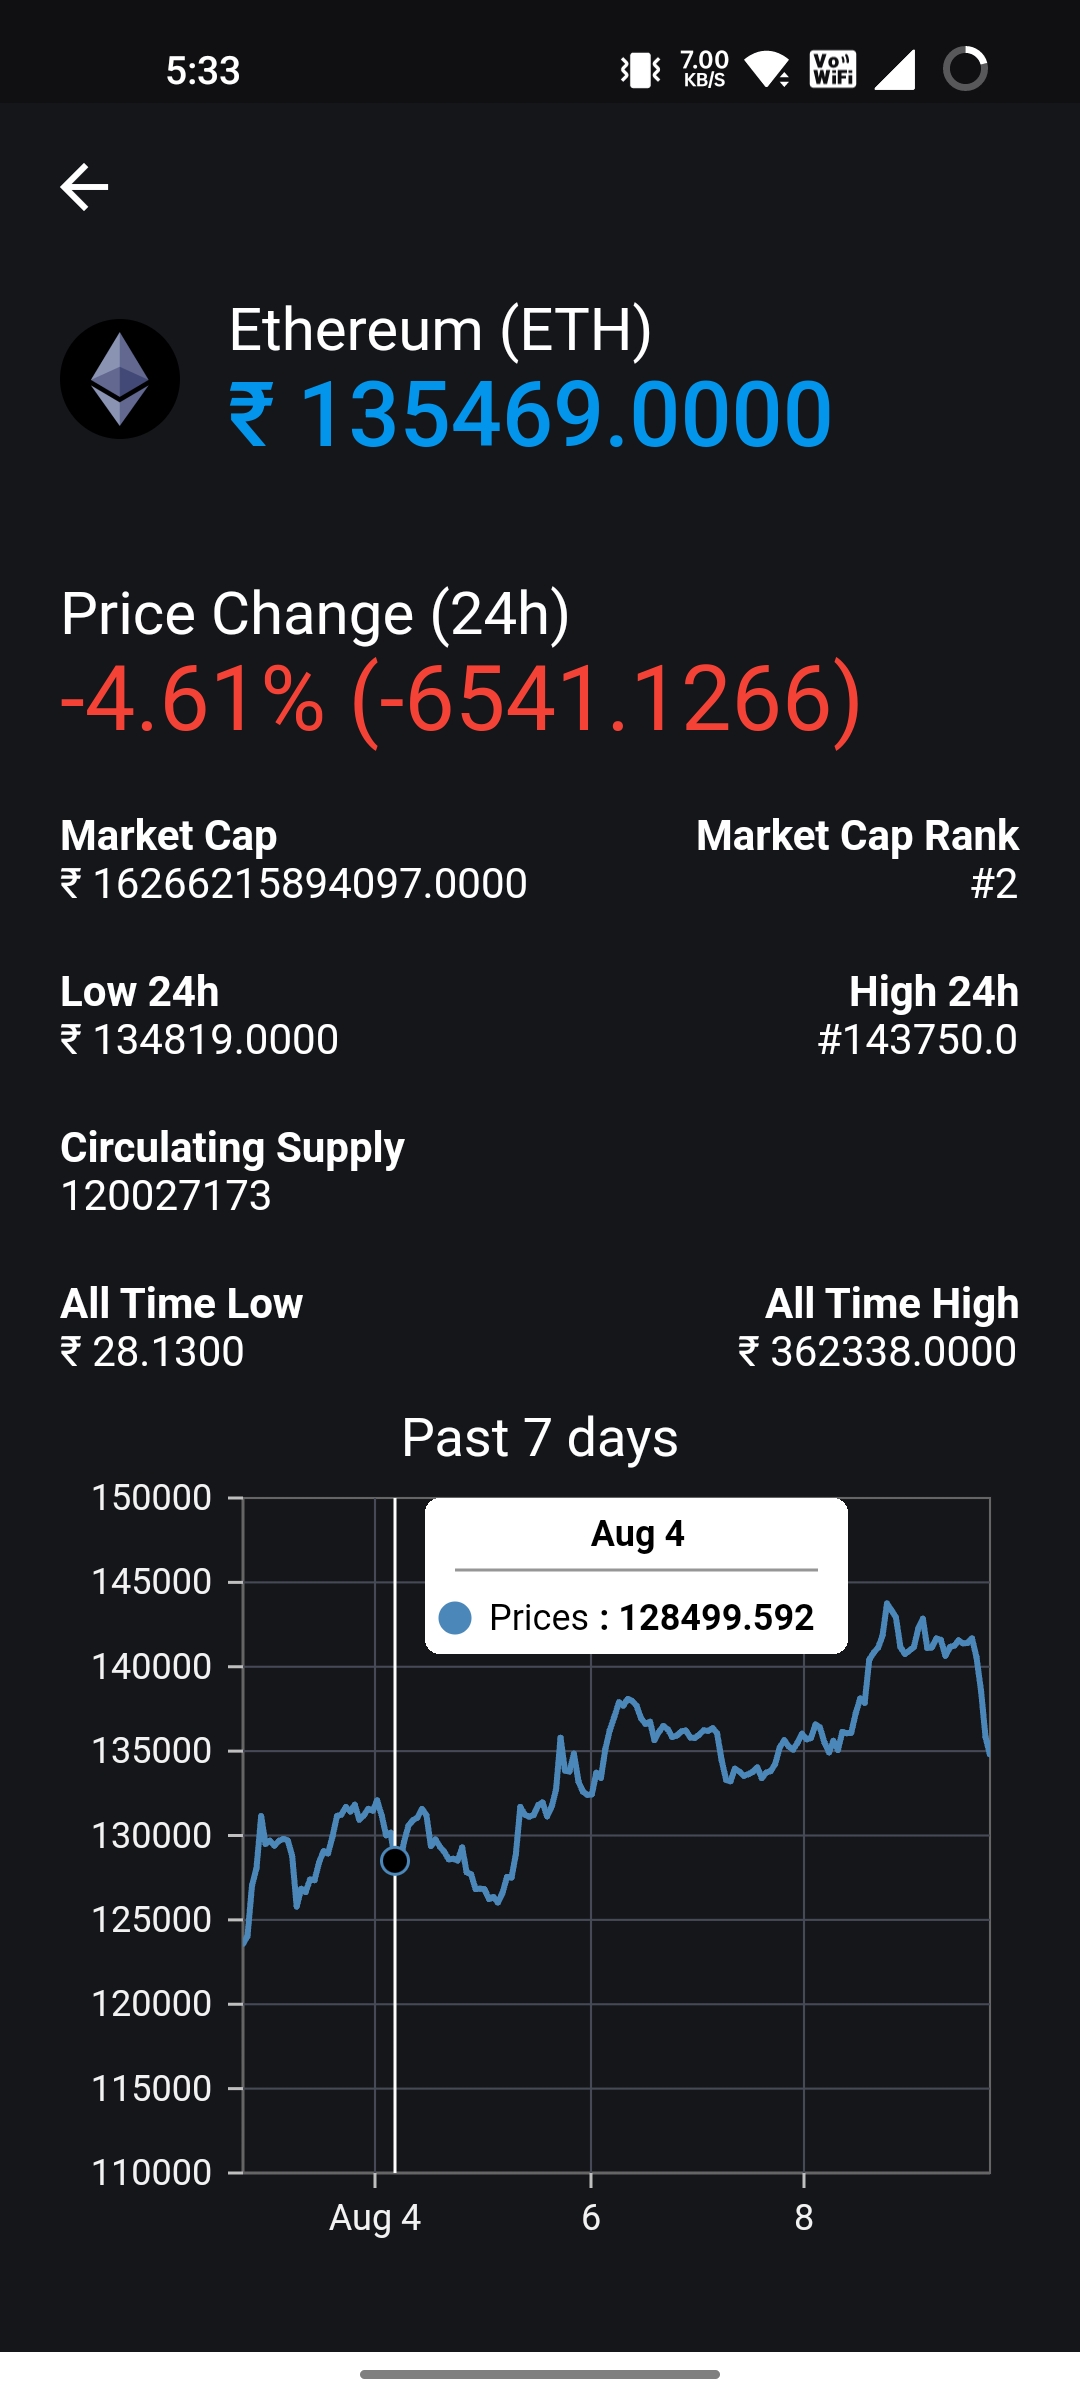 5:33
7.00
KB/S
Vo
WiFi
Ethereum (ETH)
₹ 135469.0000
Price Change (24h)
-4.61% (-6541.1266)
Market Cap
₹ 16266215894097.0000
Market Cap Rank
#2
Low 24h
₹ 134819.0000
High 24h
#143750.0
Circulating Supply
120027173
All Time Low
₹ 28.1300
All Time High
₹ 362338.0000
Past 7 days
150000
Aug 4
Prices : 128499.592
145000
140000
135000
130000
125000
120000
115000
110000
Aug 4
6
8